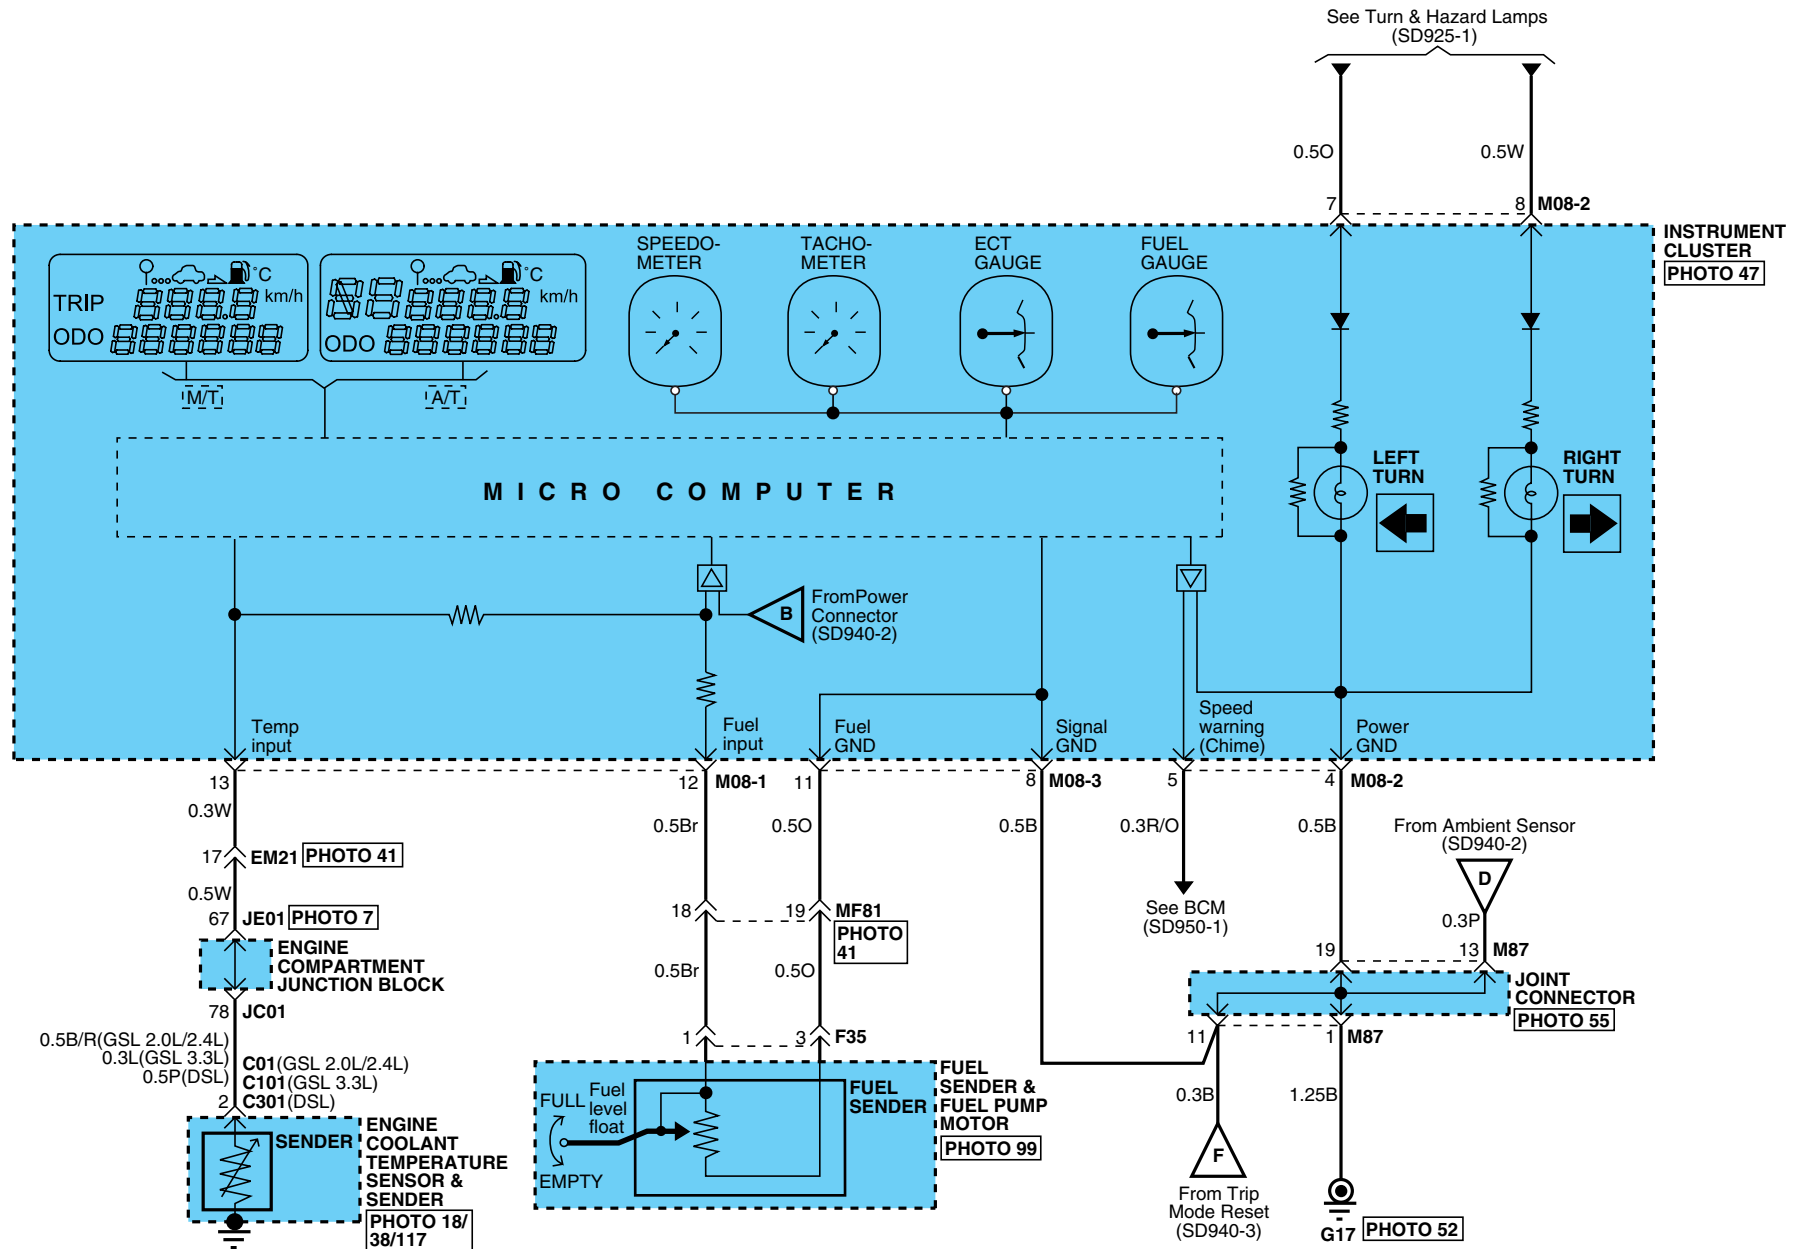 See Turn & Hazard Lamps
(SD925-1)
0.5O
0.5W
7
8
M08-2
INSTRUMENT
CLUSTER
PHOTO 47
SPEEDO-
METER
TACHO-
METER
ECT
GAUGE
FUEL
GAUGE
°C
km/h
TRIP
888.8
ODO
888888
°C
km/h
888.8
ODO
888888
M/T
A/T
LEFT
TURN
RIGHT
TURN
MICRO COMPUTER
B
FromPower
Connector
(SD940-2)
Temp
input
Fuel
input
Fuel
GND
Signal
GND
Speed
warning
(Chime)
Power
GND
13
12
M08-1
11
8
M08-3
5
4
M08-2
0.3W
0.5Br
0.5O
0.5B
0.3R/O
0.5B
From Ambient Sensor
(SD940-2)
D
17
EM21
PHOTO 41
0.5W
67
JE01
PHOTO 7
18
19
MF81
PHOTO
41
See BCM
(SD950-1)
0.3P
19
13
M87
ENGINE
COMPARTMENT
JUNCTION BLOCK
0.5Br
0.5O
JOINT
CONNECTOR
PHOTO 55
78
JC01
0.5B/R(GSL 2.0L/2.4L)
0.3L(GSL 3.3L)
0.5P(DSL)
C01(GSL 2.0L/2.4L)
C101(GSL 3.3L)
2
C301(DSL)
1
3
F35
11
1
M87
SENDER
ENGINE
COOLANT
TEMPERATURE
SENSOR &
SENDER
PHOTO 18/
38/117
FULL
Fuel
level
float
EMPTY
FUEL
SENDER
FUEL
SENDER &
FUEL PUMP
MOTOR
PHOTO 99
0.3B
1.25B
F
From Trip
Mode Reset
(SD940-3)
G17
PHOTO 52